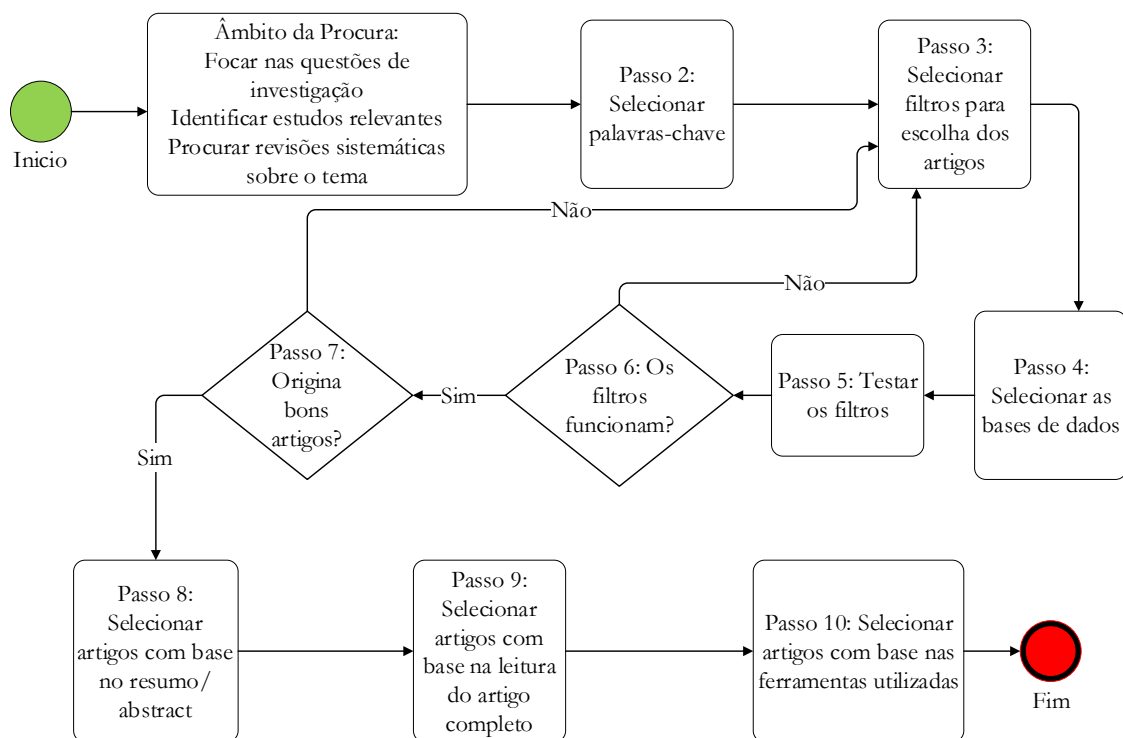 Inicio
Âmbito da Procura:
Focar nas questões de
investigação
Identificar estudos relevantes
Procurar revisões sistemáticas
sobre o tema
Passo 2:
Selecionar
palavras-chave
Passo 3:
Selecionar
filtros para
escolha dos
artigos
Não
Não
Passo 4:
Selecionar as
bases de dados
Passo 5: Testar
os filtros
Passo 6: Os
filtros
funcionam?
Sim
Passo 7:
Origina
bons
artigos?
Sim
Passo 8:
Selecionar
artigos com base
no resumo/
abstract
Passo 9:
Selecionar
artigos com
base na leitura
do artigo
completo
Passo 10: Selecionar
artigos com base nas
ferramentas utilizadas
Fim